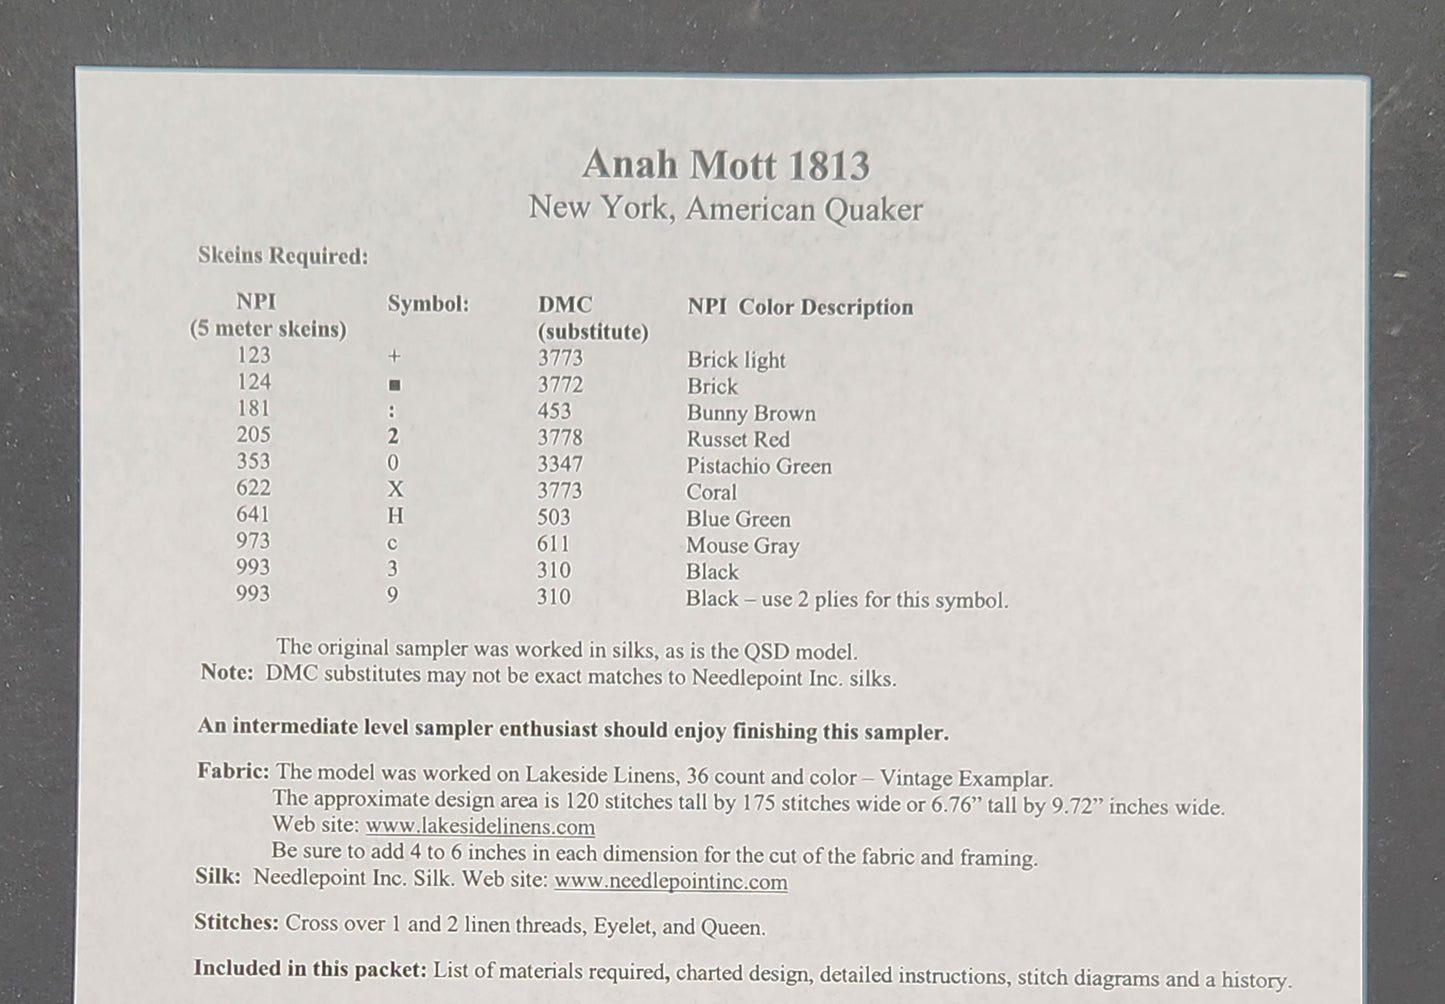 Anah Mott 1813
New York, American Quaker
Skeins Required:
NPI Symbol: DMC NPI Color Description
(5 meter skeins) (substitute)
123 + 3773 Brick light
124 ■ 3772 Brick
181 : 453 Bunny Brown
205 2 3778 Russet Red
353 0 3347 Pistachio Green
622 X 3773 Coral
641 H 503 Blue Green
973 c 611 Mouse Gray
993 3 310 Black
993 9 310 Black – use 2 plies for this symbol.
The original sampler was worked in silks, as is the QSD model.
Note: DMC substitutes may not be exact matches to Needlepoint Inc. silks.
An intermediate level sampler enthusiast should enjoy finishing this sampler.
Fabric: The model was worked on Lakeside Linens, 36 count and color – Vintage Examplar.
The approximate design area is 120 stitches tall by 175 stitches wide or 6.76” tall by 9.72” inches wide.
Web site: www.lakesidelinens.com
Be sure to add 4 to 6 inches in each dimension for the cut of the fabric and framing.
Silk: Needlepoint Inc. Silk. Web site: www.needlepointinc.com
Stitches: Cross over 1 and 2 linen threads, Eyelet, and Queen.
Included in this packet: List of materials required, charted design, detailed instructions, stitch diagrams and a history.